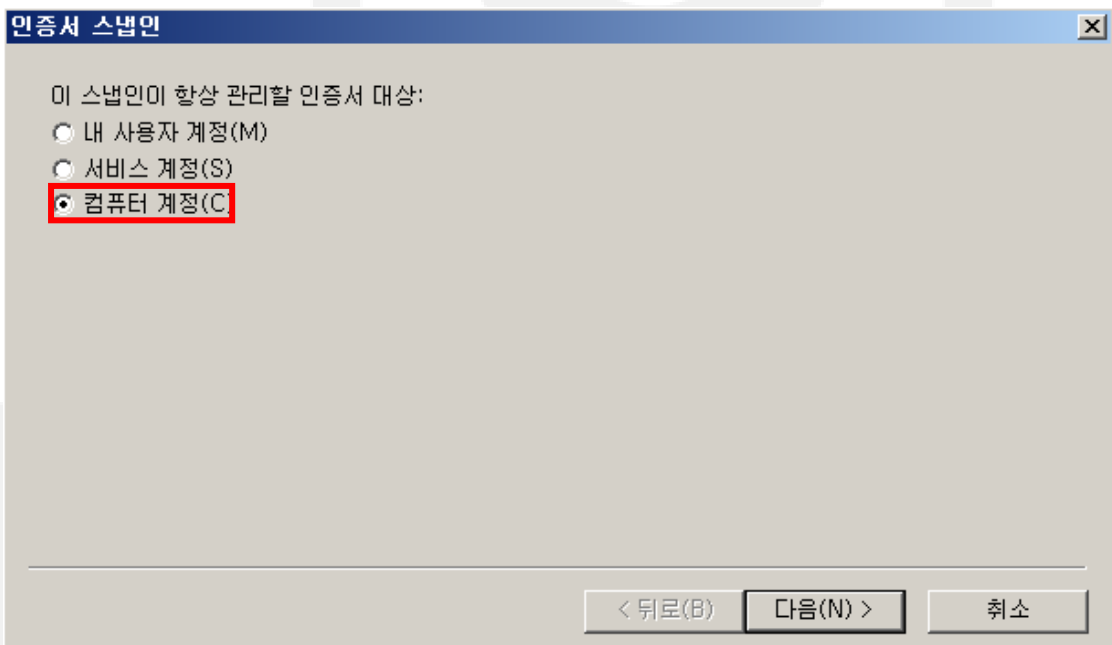 인증서 스냅인
이 스냅인이 항상 관리할 인증서 대상:
내 사용자 계정(M)
서비스 계정(S)
컴퓨터 계정(C)
< 뒤로(B) 다음(N) > 취소